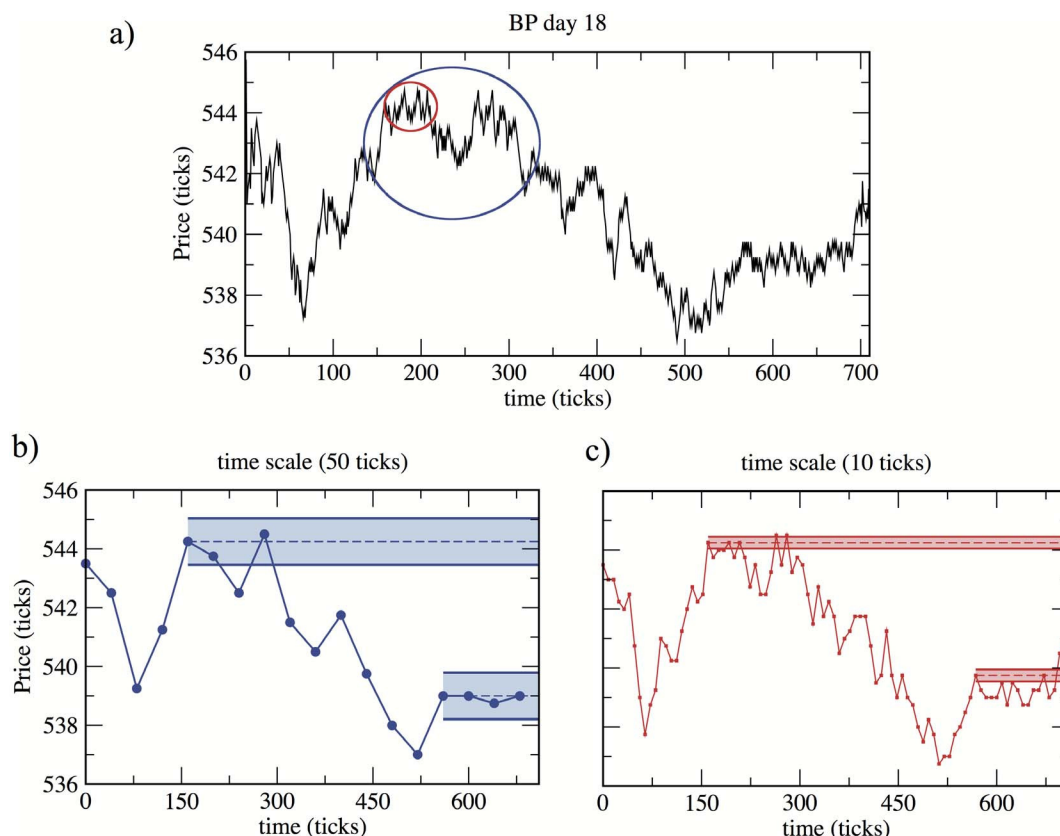 a)
BP day 18
546
544
542
540
538
536
Price (ticks)
0 100 200 300 400 500 600 700
time (ticks)
b)
time scale (50 ticks)
546
544
542
540
538
536
Price (ticks)
0 150 300 450 600
time (ticks)
c)
time scale (10 ticks)
0 150 300 450 600
time (ticks)